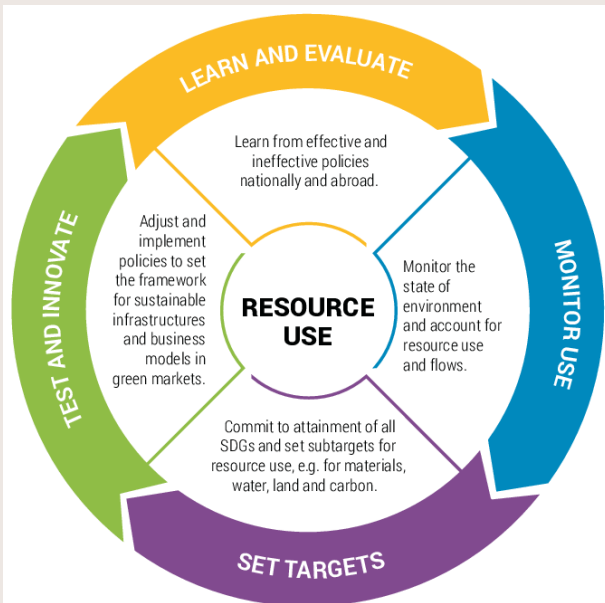 LEARN AND EVALUATE
Learn from effective and
ineffective policies
nationally and abroad.
MONITOR USE
Monitor the
state of
environment
and account for
resource use
and flows.
SET TARGETS
Commit to attainment of all
SDGs and set subtargets for
resource use, e.g. for materials,
water, land and carbon.
TEST AND INNOVATE
Adjust and
implement
policies to set
the framework
for sustainable
infrastructures
and business
models in
green markets.
RESOURCE
USE